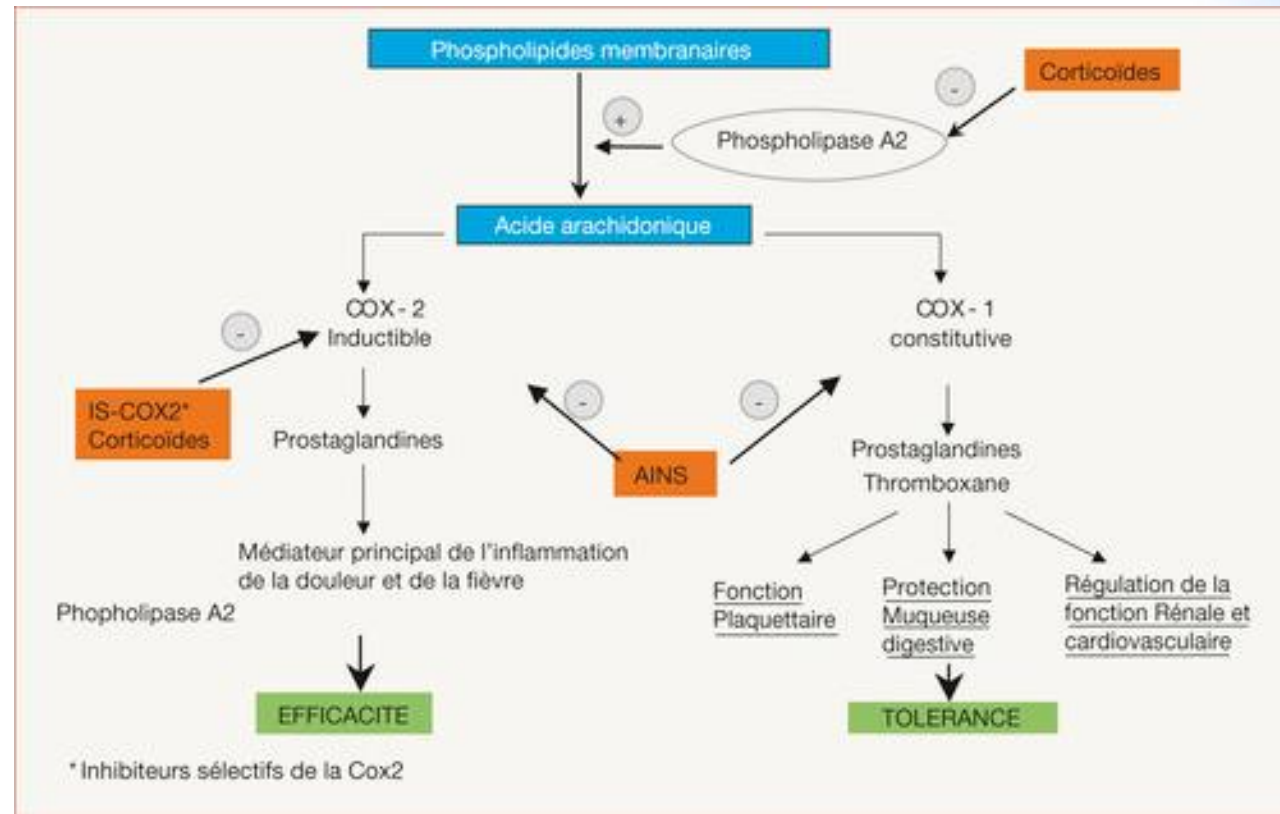 Phospholipides membranaires
Corticoïdes
-
+
Phospholipase A2
Acide arachidonique
COX - 2
Inductible
COX - 1
constitutive
-
IS-COX2*
Corticoïdes
-
-
Prostaglandines
AINS
Prostaglandines
Thromboxane
Médiateur principal de l'inflammation
de la douleur et de la fièvre
Phopholipase A2
Fonction
Plaquettaire
Protection
Muqueuse
digestive
Régulation de la
fonction Rénale et
cardiovasculaire
EFFICACITE
TOLERANCE
* Inhibiteurs sélectifs de la Cox2